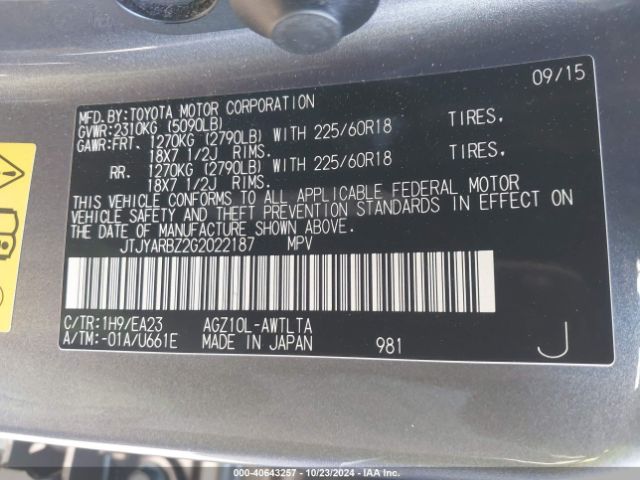 09/15
MFD.BY:TOYOTA MOTOR CORPORATION
GVWR:2310KG (5090LB)
GAWR:FRT. 1270KG (2790LB) WITH 225/60R18 TIRES,
18X7 1/2J RIMS.
RR. 1270KG (2790LB) WITH 225/60R18 TIRES,
18X7 1/2J RIMS.
THIS VEHICLE CONFORMS TO ALL APPLICABLE FEDERAL MOTOR
VEHICLE SAFETY AND THEFT PREVENTION STANDARDS IN EFFECT ON
THE DATE OF MANUFACTURE SHOWN ABOVE.
JTJYARBZ2G2022187 MPV
C/TR:1H9/EA23 AGZ10L-AWTLTA
A/TM:-01A/U661E MADE IN JAPAN 981 J
000-40643257 - 10/23/2024 - IAA, Inc.